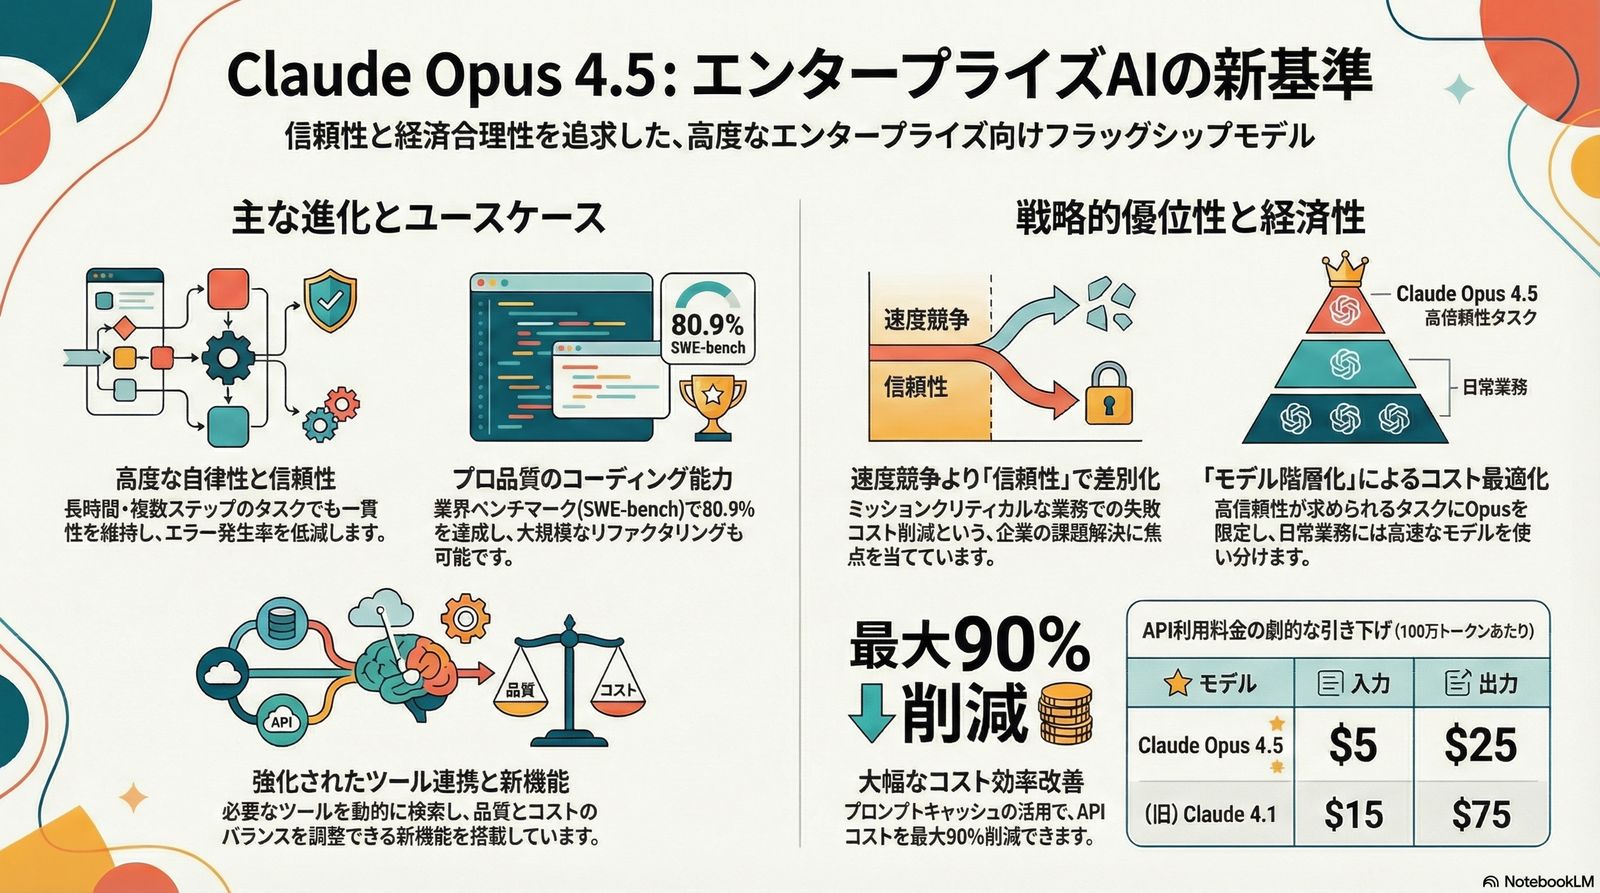 Claude Opus 4.5: エンタープライズAIの新基準
信頼性と経済合理性を追求した、高度なエンタープライズ向けフラッグシップモデル
主な進化とユースケース
80.9%
SWE-bench
高度な自律性と信頼性
長時間・複数ステップのタスクでも一貫
性を維持し、エラー発生率を低減します。
プロ品質のコーディング能力
業界ベンチマーク(SWE-bench)で80.9%
を達成し、大規模なリファクタリングも
可能です。
API
品質
コスト
強化されたツール連携と新機能
必要なツールを動的に検索し、品質とコストの
バランスを調整できる新機能を搭載しています。
戦略的優位性と経済性
速度競争
信頼性
速度競争より「信頼性」で差別化
ミッションクリティカルな業務での失敗
コスト削減という、企業の課題解決に焦
点を当てています。
Claude Opus 4.5
高倍頼性タスク
日常業務
「モデル階層化」によるコスト最適化
高信頼性が求められるタスクにOpusを
限定し、日常業務には高速なモデルを使
い分けます。
最大90%
削減
大幅なコスト効率改善
プロンプトキャッシュの活用で、API
コストを最大90%削減できます。
API利用料金の劇的な引き下げ(100万トークンあたり)
モデル 入力 出力
Claude Opus 4.5 $5 $25
(旧) Claude 4.1 $15 $75
NotebookLM